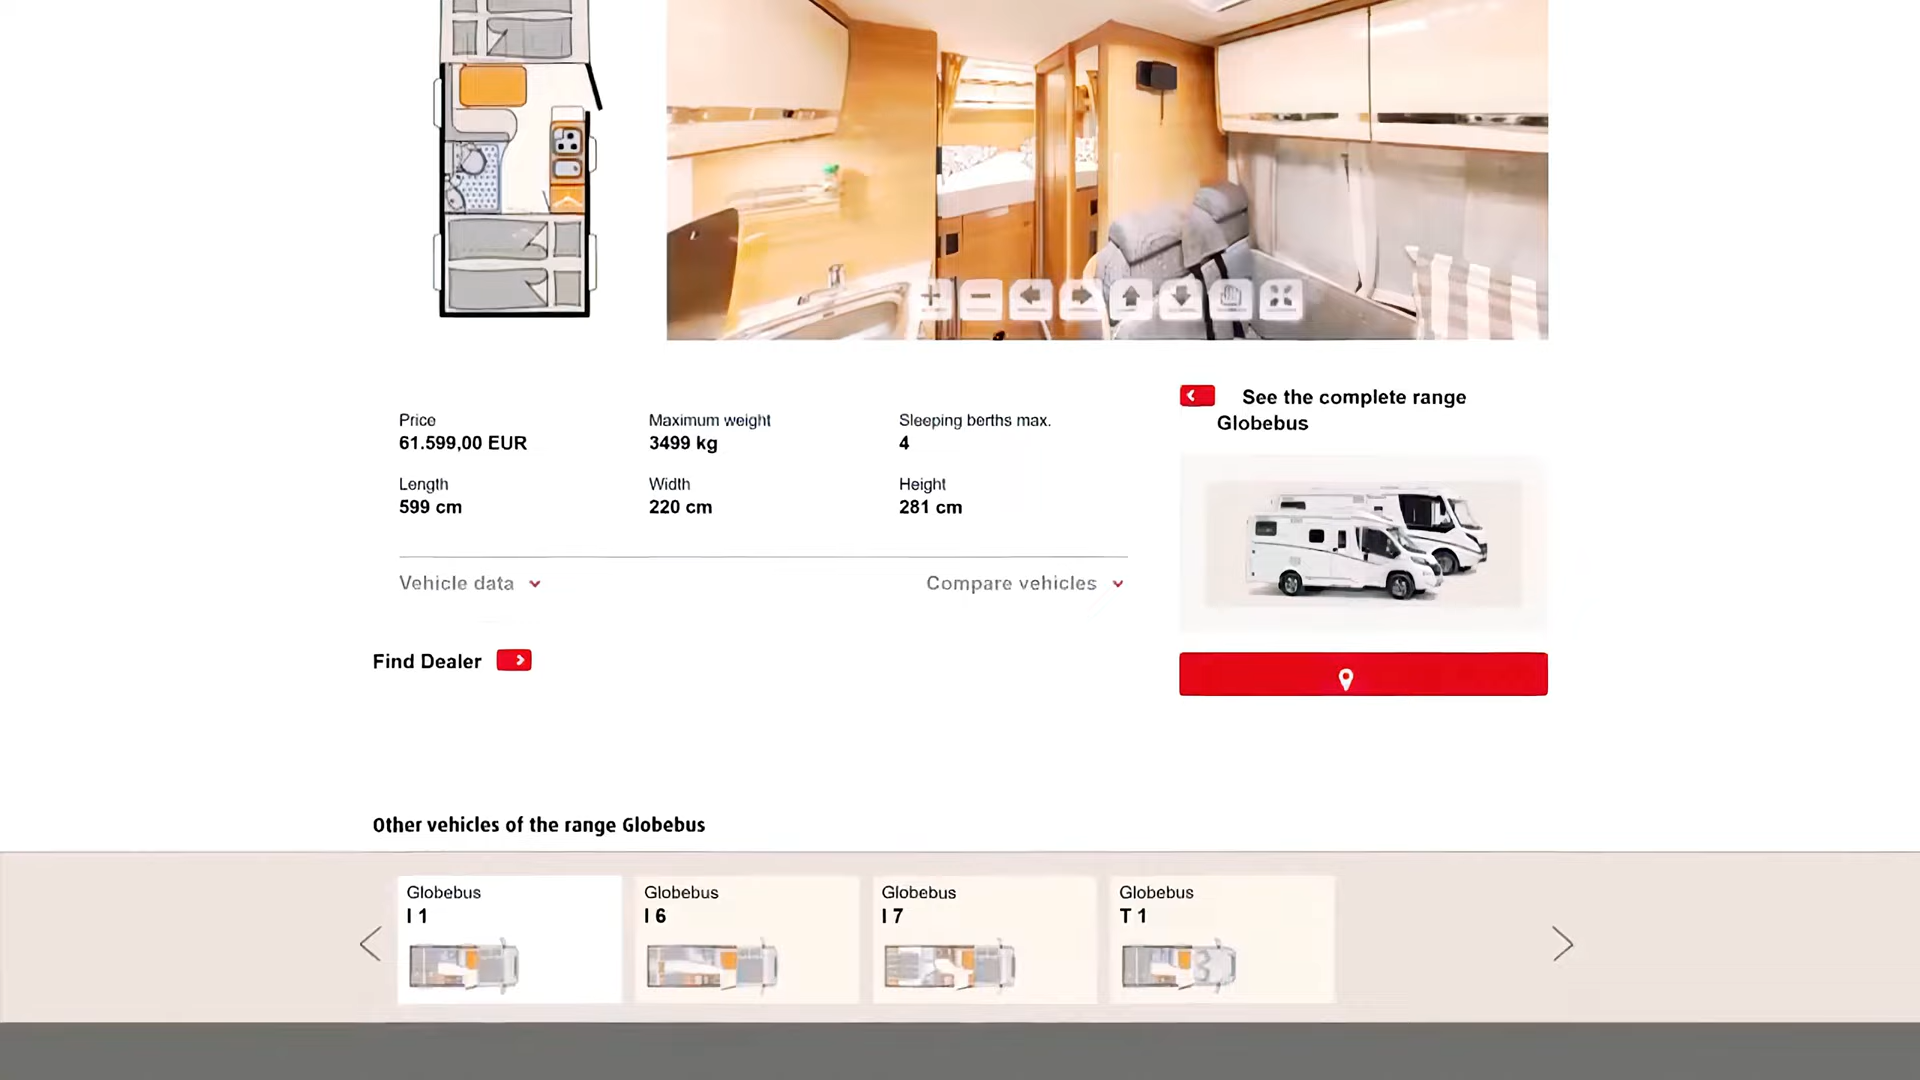 Price
61.599,00 EUR
Maximum weight
3499 kg
Sleeping berths max.
4
Length
599 cm
Width
220 cm
Height
281 cm
See the complete range
Globebus
Vehicle data
Compare vehicles
Find Dealer
Other vehicles of the range Globebus
Globebus
I 1
Globebus
I 6
Globebus
I 7
Globebus
T 1